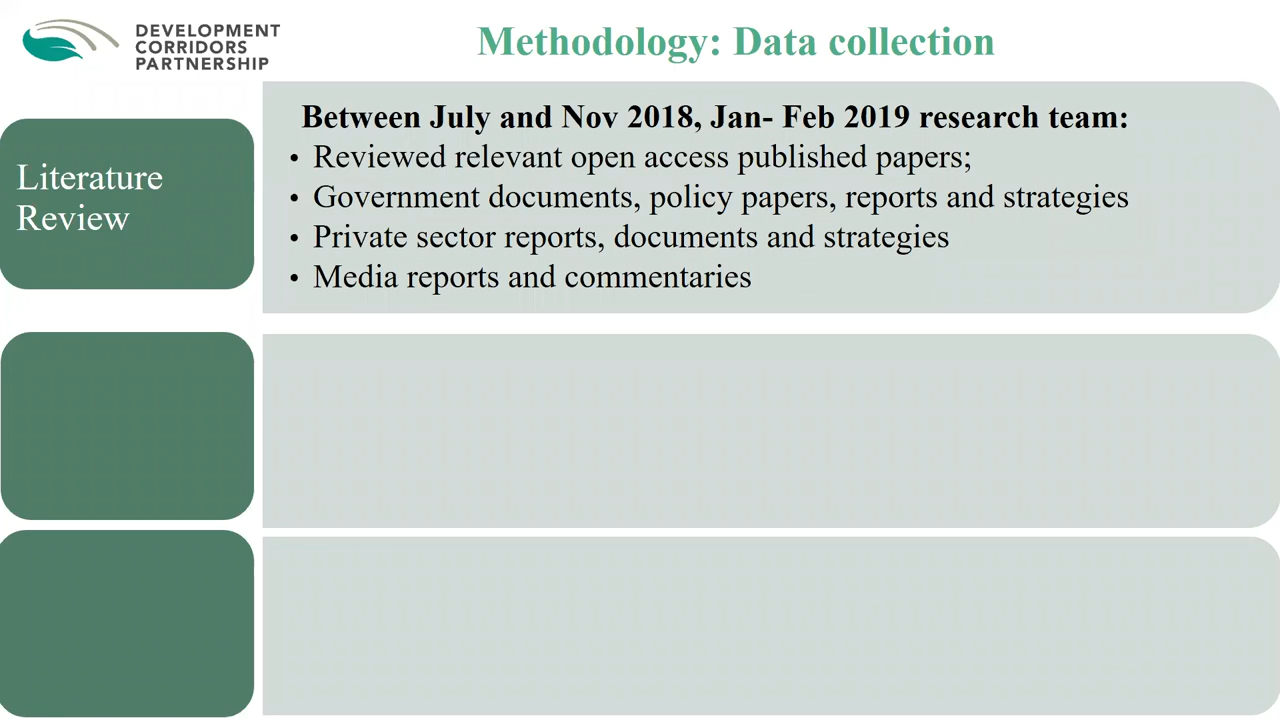 DEVELOPMENT
CORRIDORS
PARTNERSHIP
Methodology: Data collection
Literature
Review
Between July and Nov 2018, Jan- Feb 2019 research team:
• Reviewed relevant open access published papers;
• Government documents, policy papers, reports and strategies
• Private sector reports, documents and strategies
• Media reports and commentaries